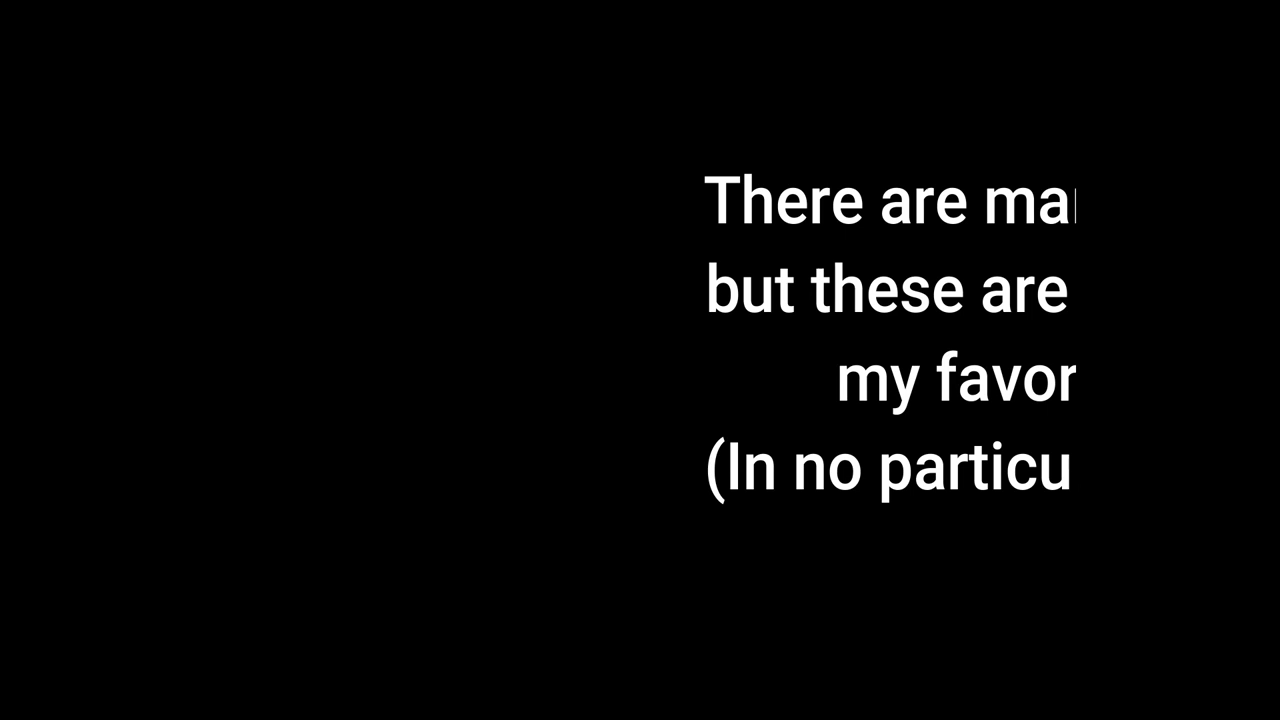 There are ma
but these are
my favor
(In no particu